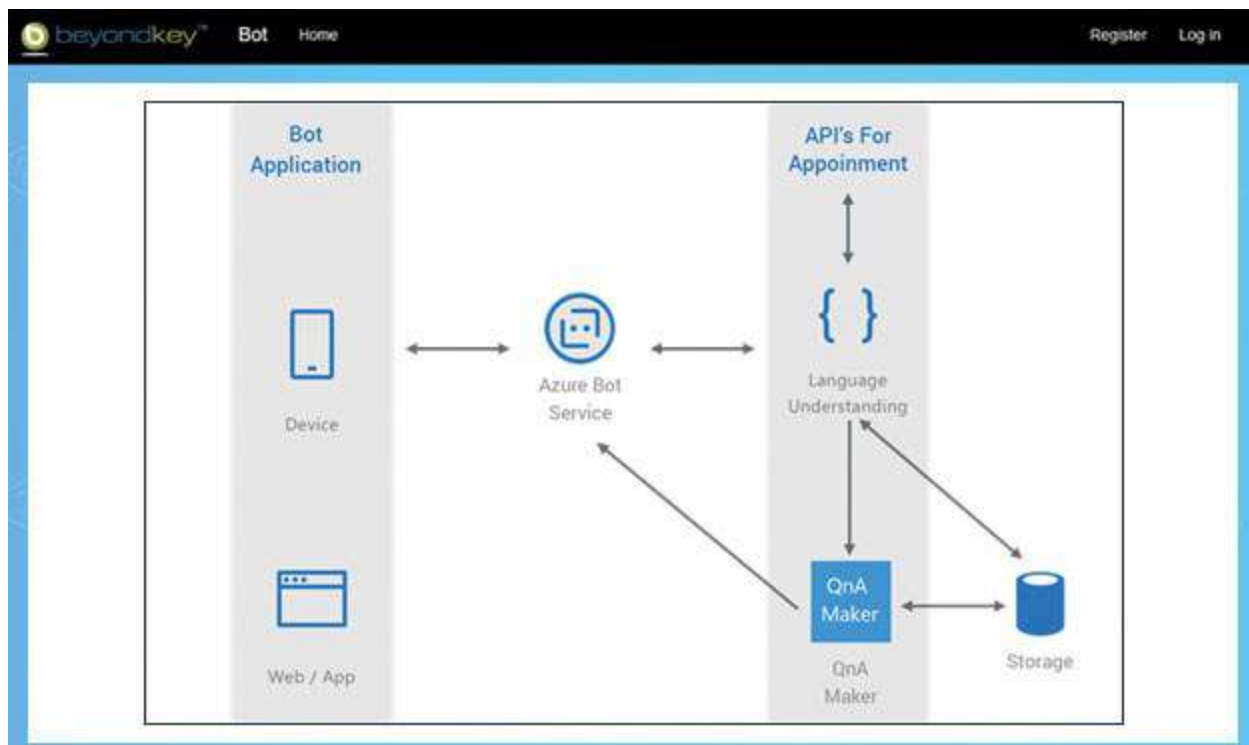 beyondkey™ Bot Home Register Log in
Bot
Application
API's For
Appoinment
Device
Azure Bot
Service
{ }
Language
Understanding
Web / App
QnA
Maker
QnA
Maker
Storage